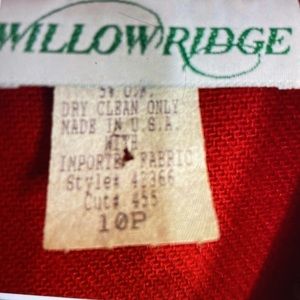 WILLOWRIDGE
DRY CLEAN ONLY
MADE IN U.S.A.
WITH
IMPORTED FABRIC
Style# 42366
Cut# 455
10P